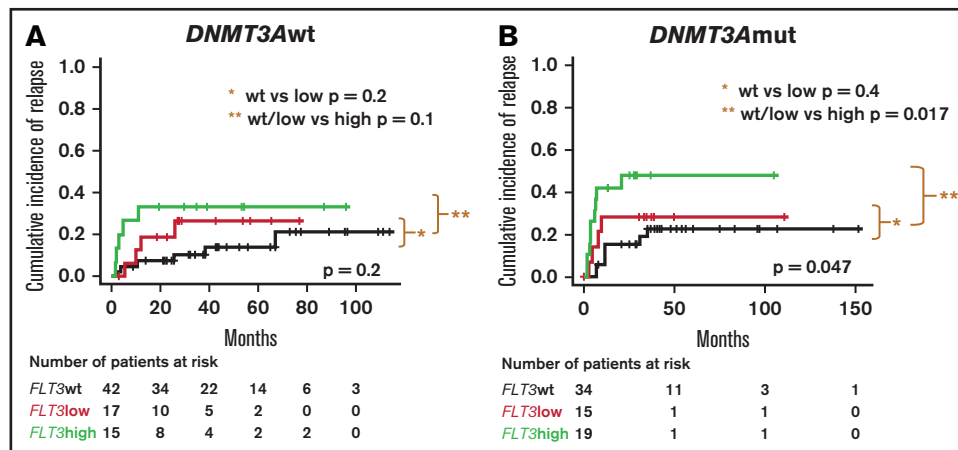 A DNMT3Awt
Cumulative incidence of relapse
1.0
0.8
0.6
0.4
0.2
0.0
* wt vs low p = 0.2
** wt/low vs high p = 0.1
**
*
p = 0.2
0 20 40 60 80 100
Months
Number of patients at risk
FLT3wt 42 34 22 14 6 3
FLT3low 17 10 5 2 0 0
FLT3high 15 8 4 2 2 0
B DNMT3Amut
Cumulative incidence of relapse
1.0
0.8
0.6
0.4
0.2
0.0
* wt vs low p = 0.4
** wt/low vs high p = 0.017
**
*
p = 0.047
0 50 100 150
Months
Number of patients at risk
FLT3wt 34 11 3 1
FLT3low 15 1 1 0
FLT3high 19 1 1 0